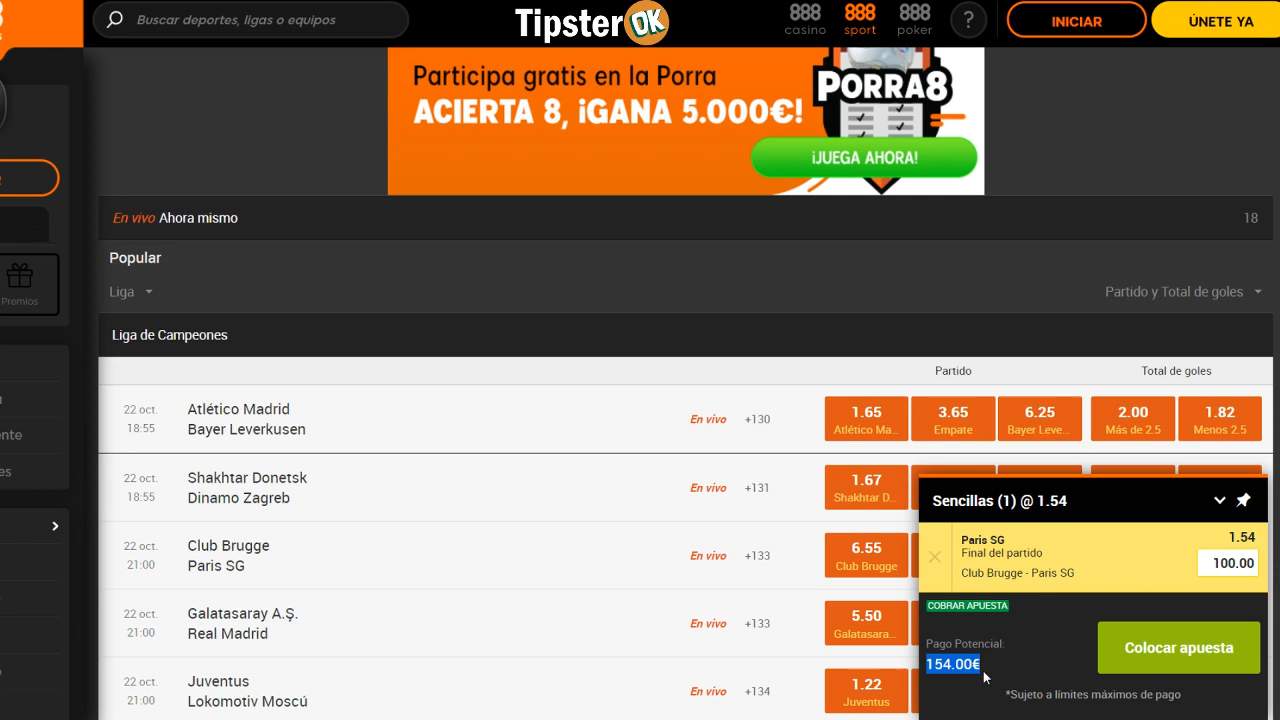 Buscar deportes, ligas o equipos
TipsterOK
888 casino
888 sport
888 poker
?
INICIAR
ÚNETE YA
Participa gratis en la Porra
ACIERTA 8, ¡GANA 5.000€!
PORRA8
¡JUEGA AHORA!
Premios
En vivo Ahora mismo 18
Popular
Liga
Partido y Total de goles
Liga de Campeones
Partido Total de goles
22 oct. 18:55
Atlético Madrid
Bayer Leverkusen
En vivo +130
1.65 Atlético Ma...
3.65 Empate
6.25 Bayer Leve...
2.00 Más de 2.5
1.82 Menos 2.5
22 oct. 18:55
Shakhtar Donetsk
Dinamo Zagreb
En vivo +131
1.67 Shakhtar D...
22 oct. 21:00
Club Brugge
Paris SG
En vivo +133
6.55 Club Brugge
22 oct. 21:00
Galatasaray A.Ş.
Real Madrid
En vivo +133
5.50 Galatasara...
22 oct. 21:00
Juventus
Lokomotiv Moscú
En vivo +134
1.22 Juventus
Sencillas (1) @ 1.54
Paris SG 1.54
Final del partido
100.00
Club Brugge - Paris SG
COBRAR APUESTA
Pago Potencial:
154.00€
Colocar apuesta
*Sujeto a límites máximos de pago